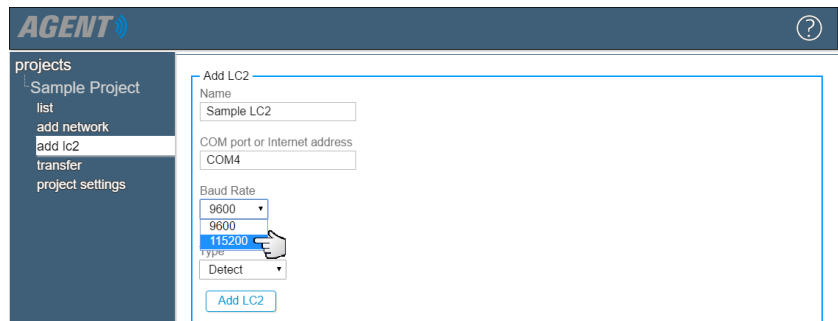 AGENT
?
projects
Sample Project
list
add network
add lc2
transfer
project settings
Add LC2
Name
Sample LC2
COM port or Internet address
COM4
Baud Rate
9600
9600
115200
Type
Detect
Add LC2